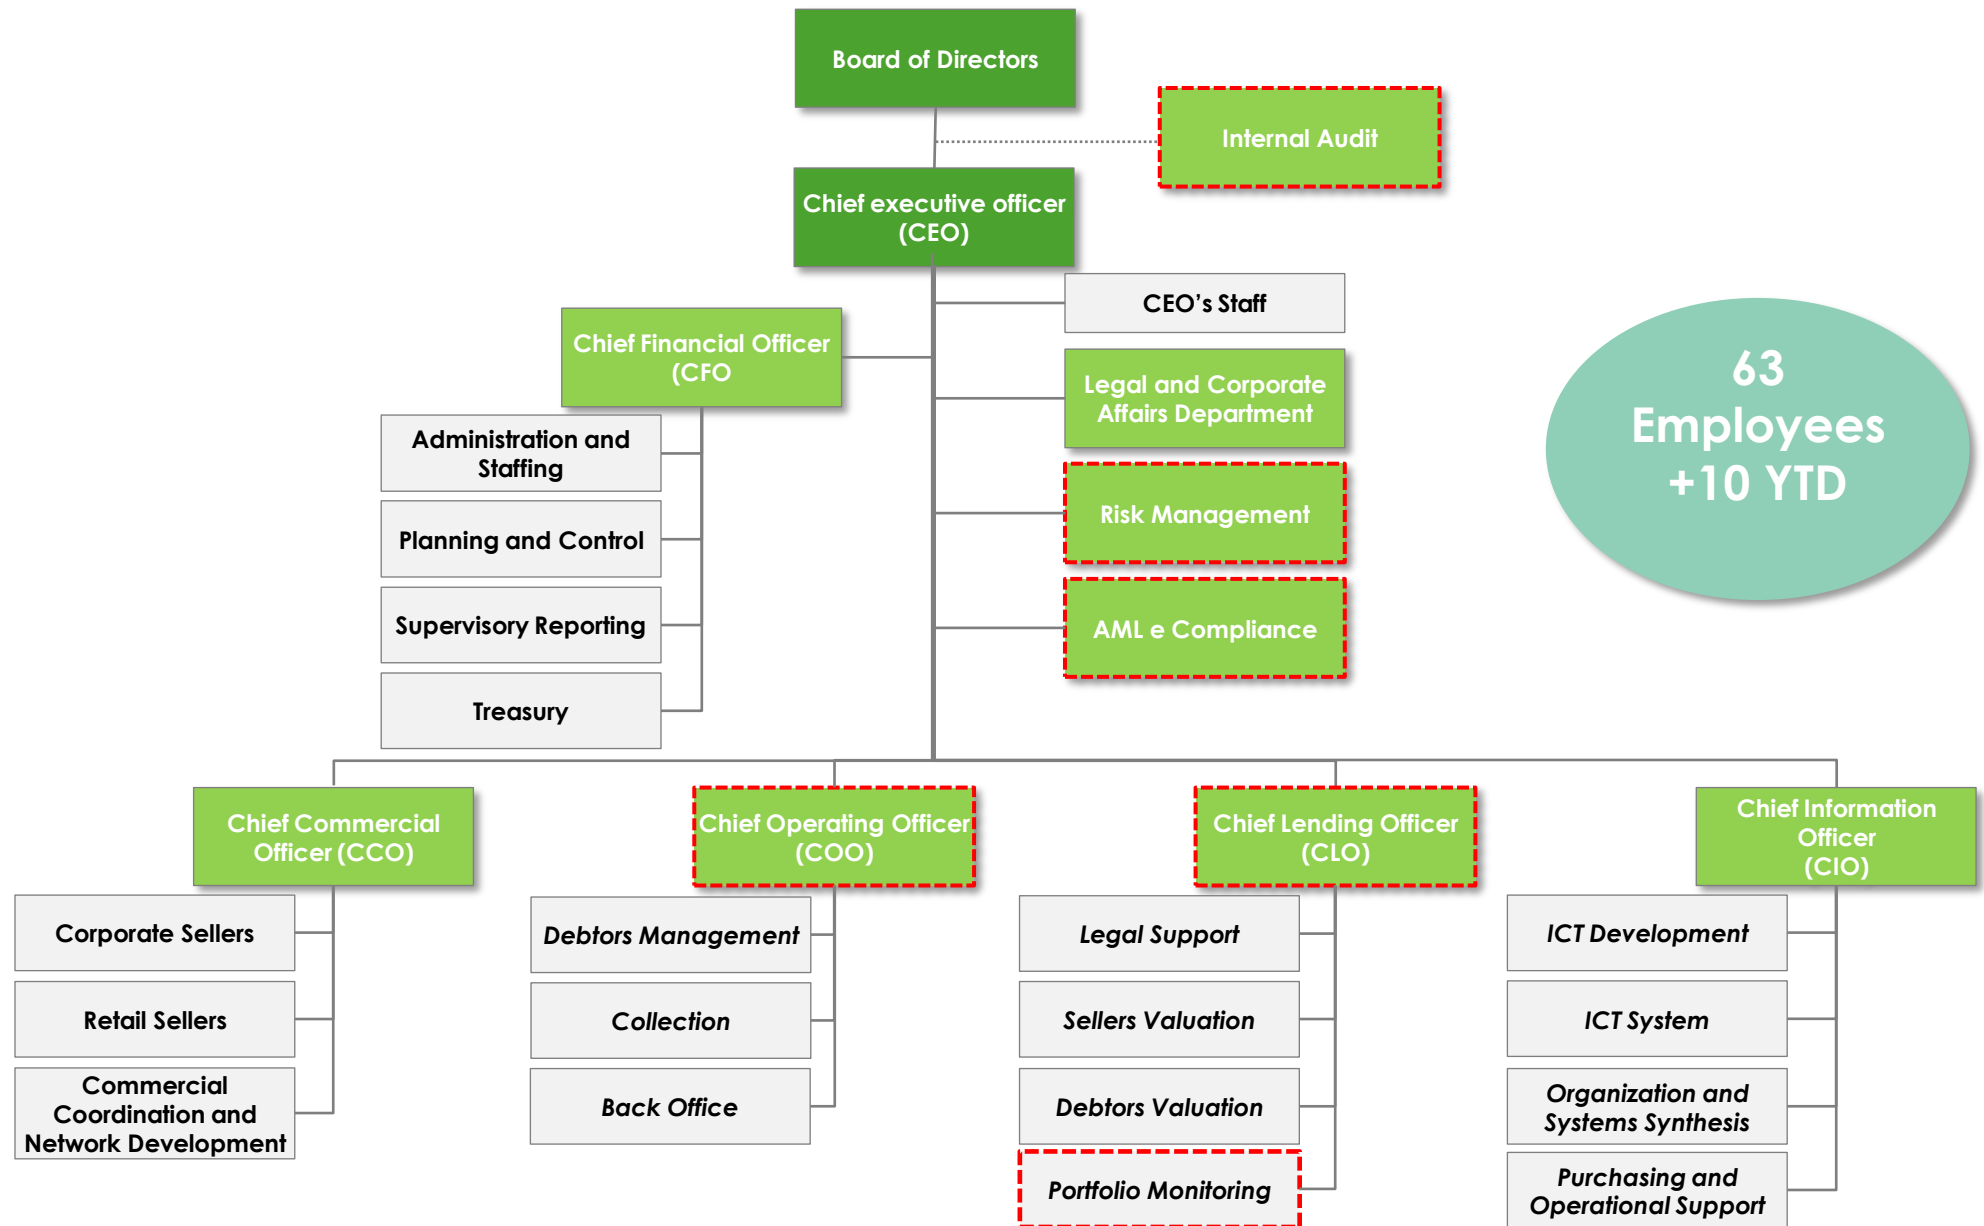 Board of Directors
Internal Audit
Chief executive officer
(CEO)
CEO’s Staff
Chief Financial Officer
(CFO
Legal and Corporate
Affairs Department
63
Employees
+10 YTD
Administration and
Staffing
Risk Management
Planning and Control
Supervisory Reporting
AML e Compliance
Treasury
Chief Commercial
Officer (CCO)
Chief Operating Officer
(COO)
Chief Lending Officer
(CLO)
Chief Information
Officer
(CIO)
Corporate Sellers
Retail Sellers
Commercial
Coordination and
Network Development
Debtors Management
Collection
Back Office
Legal Support
Sellers Valuation
Debtors Valuation
Portfolio Monitoring
ICT Development
ICT System
Organization and
Systems Synthesis
Purchasing and
Operational Support